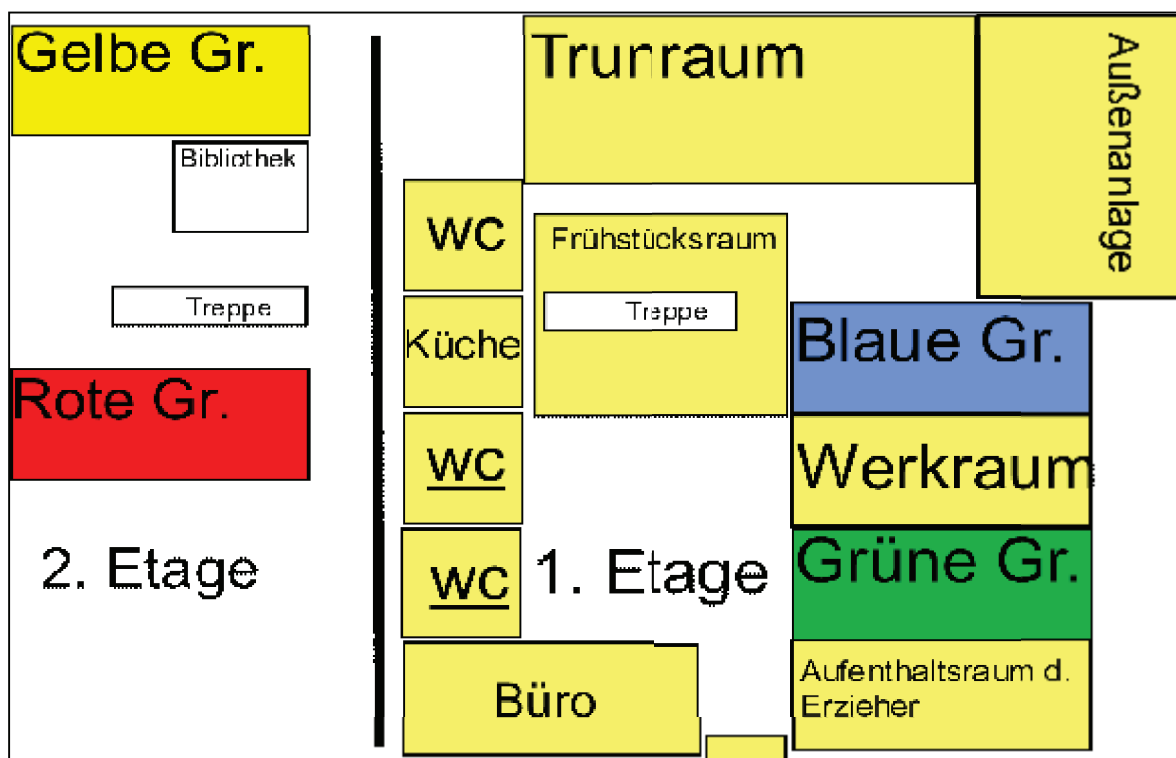 Gelbe Gr.
Bibliothek
Treppe
Rote Gr.
2. Etage
Trunraum
Außenanlage
WC
Frühstücksraum
Treppe
Küche
Blaue Gr.
WC
Werkraum
WC
1. Etage
Grüne Gr.
Büro
Aufenthaltsraum d.
Erzieher